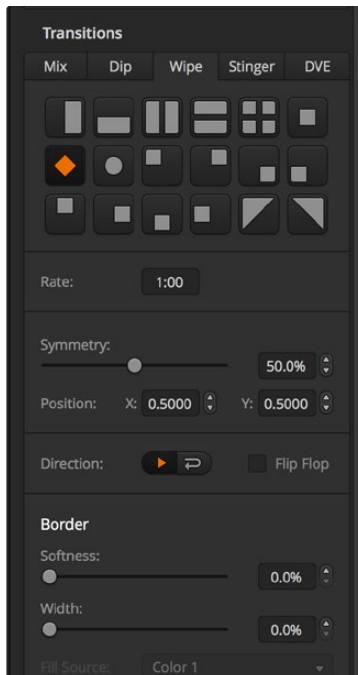 Transitions
Mix Dip Wipe Stinger DVE
Rate: 1:00
Symmetry:
50.0%
Position: X: 0.5000 Y: 0.5000
Direction: Flip Flop
Border
Softness:
0.0%
Width:
0.0%
Fill Source: Color 1